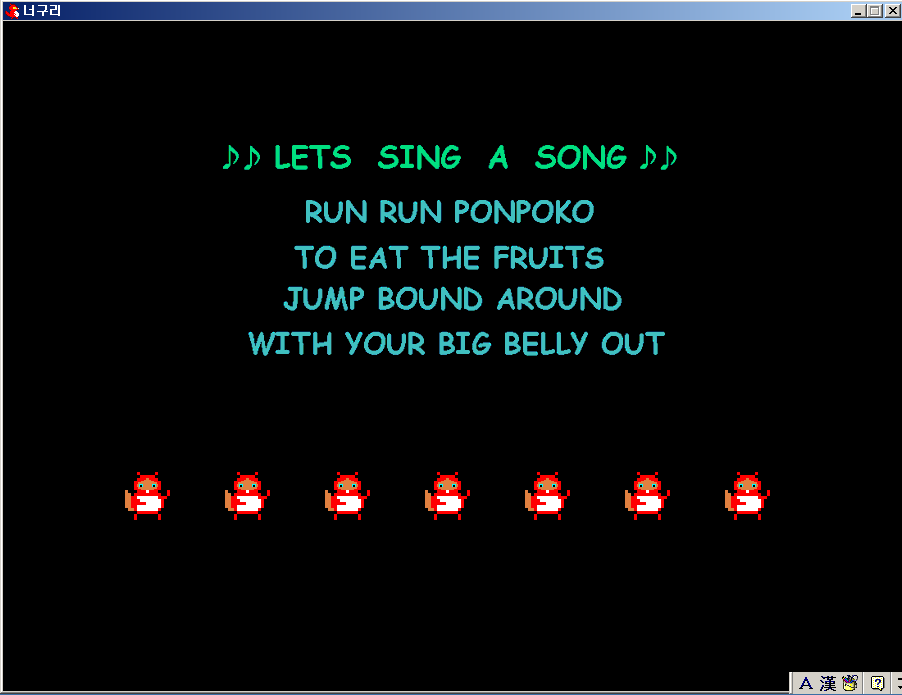 너구리
♪♪ LETS SING A SONG ♪♪
RUN RUN PONPOKO
TO EAT THE FRUITS
JUMP BOUND AROUND
WITH YOUR BIG BELLY OUT
A 漢 ?